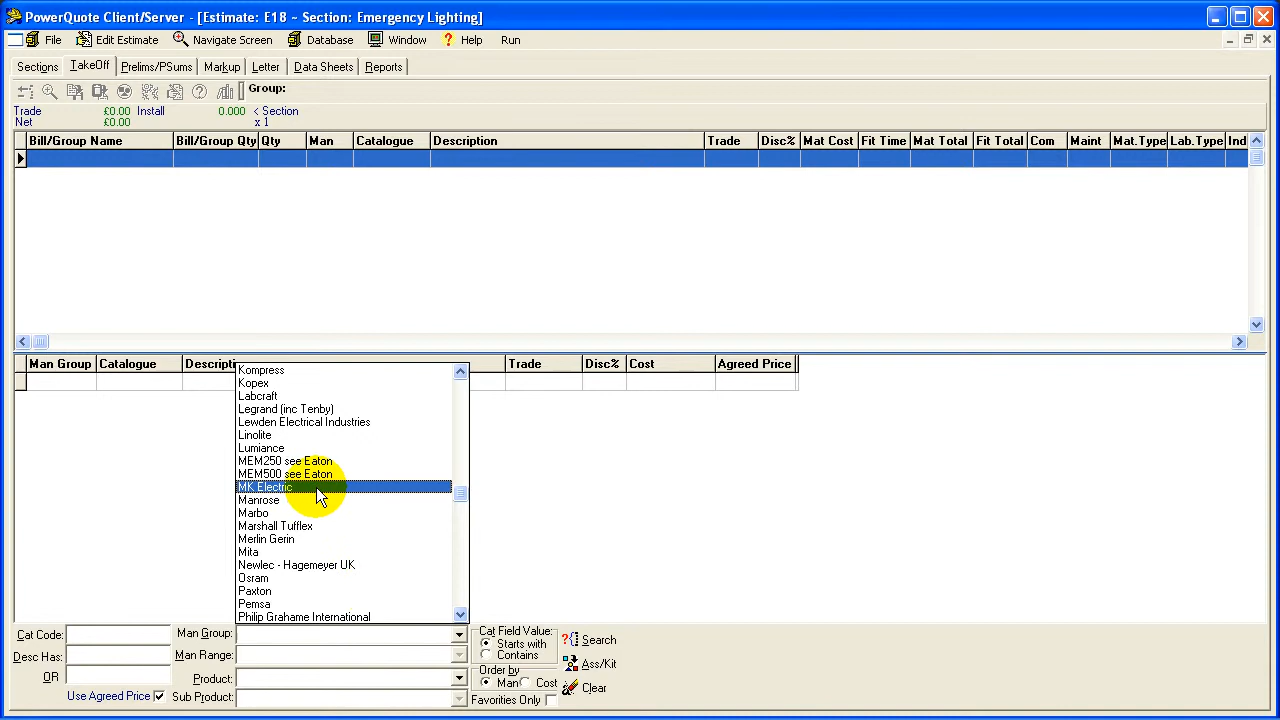 PowerQuote Client/Server - [Estimate: E18 ~ Section: Emergency Lighting]
File Edit Estimate Navigate Screen Database Window Help Run
Sections TakeOff Prelims/PSums Markup Letter Data Sheets Reports
Group:
Trade £0.00 Install 0.000 < Section
Net £0.00 x 1
Bill/Group Name Bill/Group Qty Qty Man Catalogue Description Trade Disc% Mat Cost Fit Time Mat Total Fit Total Com Maint Mat.Type Lab.Type Ind
Man Group Catalogue Descripti Trade Disc% Cost Agreed Price
Kompress
Kopex
Labcraft
Legrand (inc Tenby)
Lewden Electrical Industries
Linolite
Lumiance
MEM250 see Eaton
MEM500 see Eaton
MK Electric
Manrose
Marbo
Marshall Tufflex
Merlin Gerin
Mita
Newlec - Hagemeyer UK
Osram
Paxton
Pemsa
Philip Grahame International
Cat Code: Man Group: Cat Field Value: Search
Starts with
Desc Has: Man Range: Contains Ass/Kit
OR Product: Order by
Man Cost Clear
Use Agreed Price Sub Product: Favorities Only